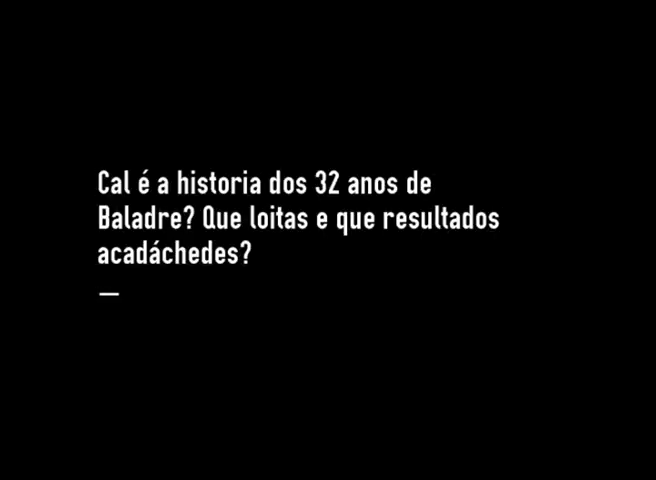 Cal é a historia dos 32 anos de
Baladre? Que loitas e que resultados
acadáchedes?